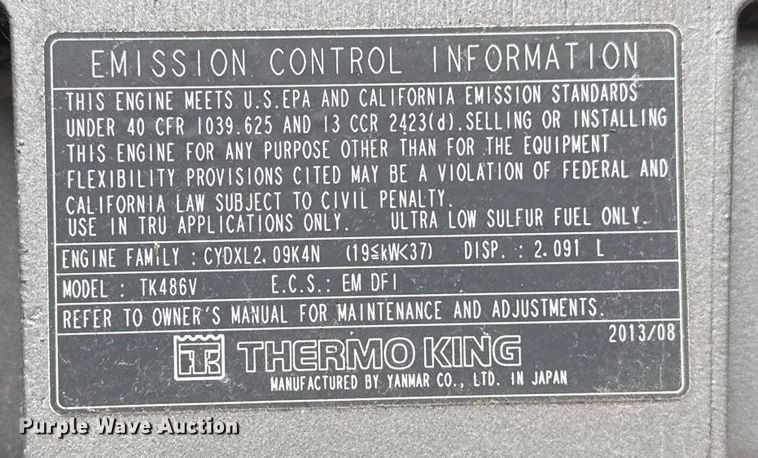 EMISSION CONTROL INFORMATION
THIS ENGINE MEETS U.S.EPA AND CALIFORNIA EMISSION STANDARDS
UNDER 40 CFR 1039.625 AND 13 CCR 2423(d).SELLING OR INSTALLING
THIS ENGINE FOR ANY PURPOSE OTHER THAN FOR THE EQUIPMENT
FLEXIBILITY PROVISIONS CITED MAY BE A VIOLATION OF FEDERAL AND
CALIFORNIA LAW SUBJECT TO CIVIL PENALTY.
USE IN TRU APPLICATIONS ONLY. ULTRA LOW SULFUR FUEL ONLY.
ENGINE FAMILY : CYDXL2.09K4N (19≦kW<37) DISP. : 2.091 L
MODEL : TK486V E.C.S.: EM DFI
REFER TO OWNER'S MANUAL FOR MAINTENANCE AND ADJUSTMENTS.
2013/08
TK THERMO KING
MANUFACTURED BY YANMAR CO., LTD. IN JAPAN
Purple Wave Auction